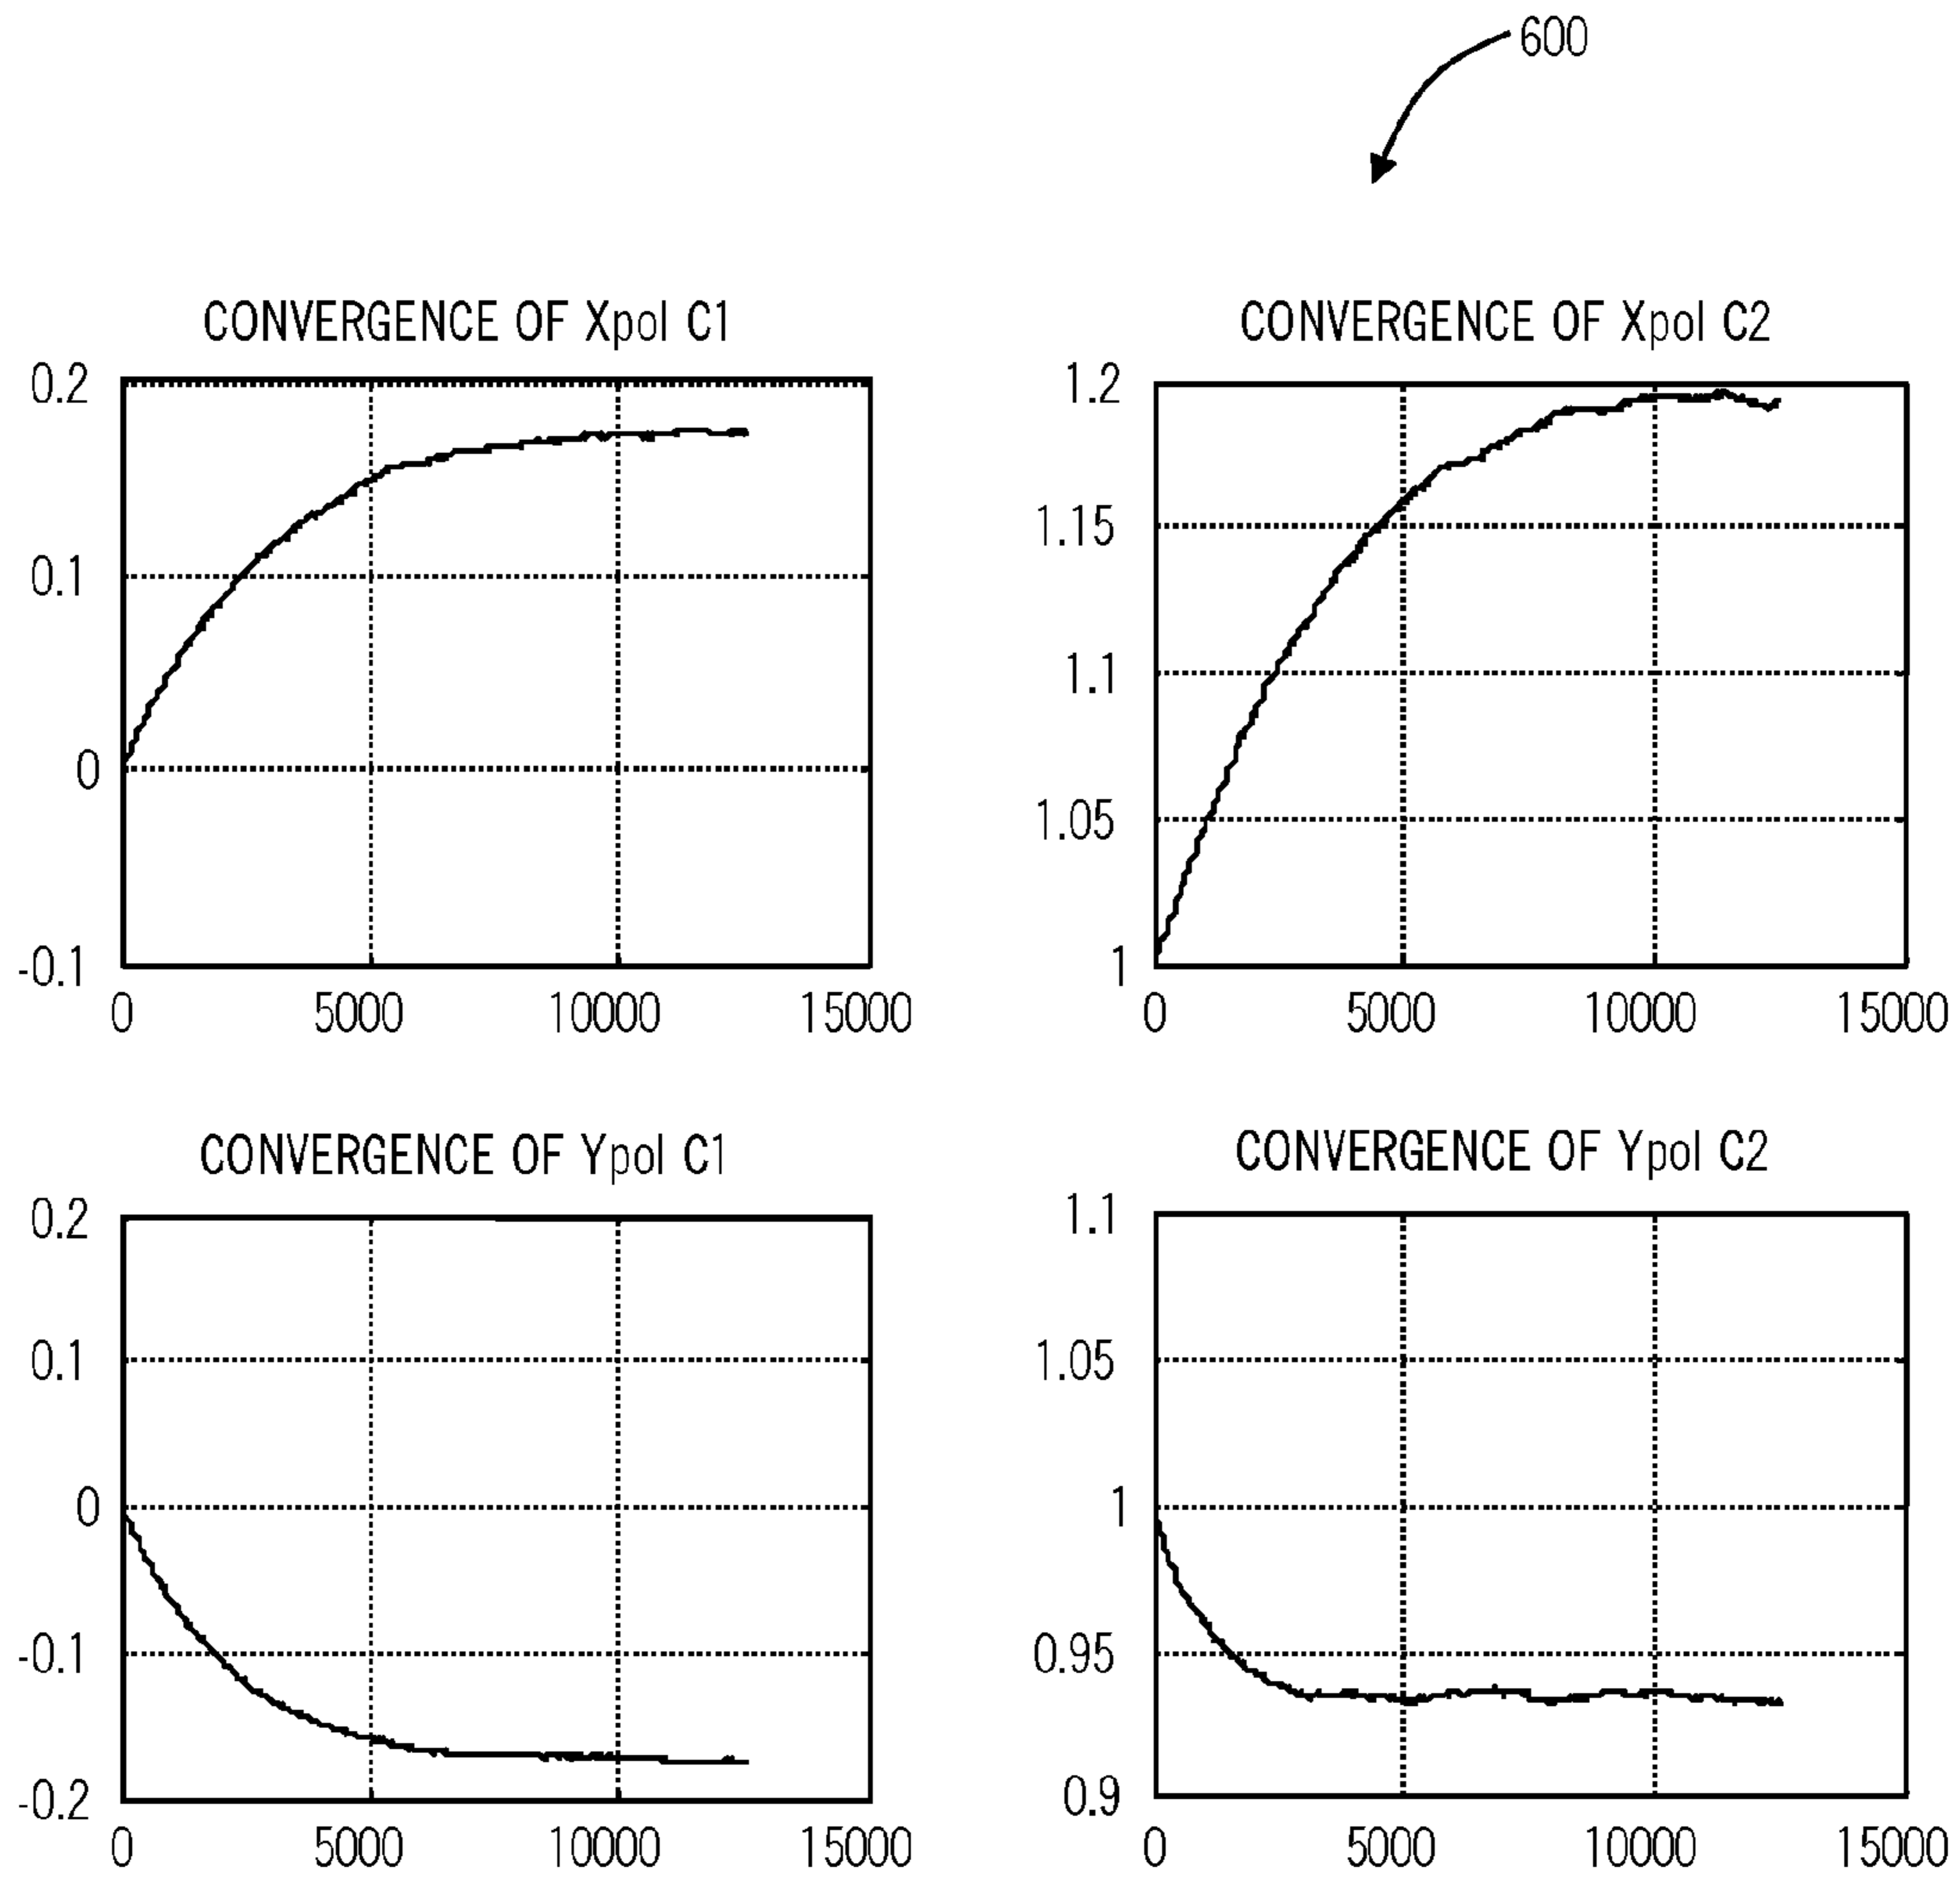 600
CONVERGENCE OF Xpol C1
0.2
0.1
0
-0.1
0 5000 10000 15000
CONVERGENCE OF Xpol C2
1.2
1.15
1.1
1.05
1
0 5000 10000 15000
CONVERGENCE OF Ypol C1
0.2
0.1
0
-0.1
-0.2
0 5000 10000 15000
CONVERGENCE OF Ypol C2
1.1
1.05
1
0.95
0.9
0 5000 10000 15000